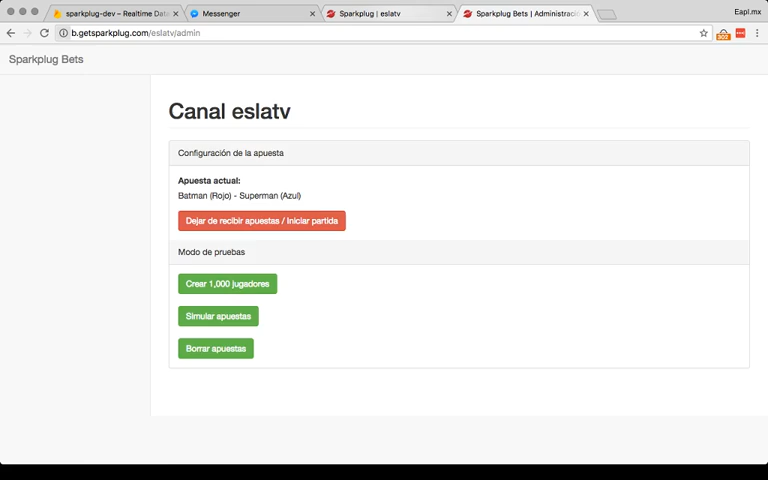 sparkplug-dev – Realtime Data
Messenger
Sparkplug | eslatv
Sparkplug Bets | Administraci
Eapl.mx
b.getsparkplug.com/eslatv/admin
Sparkplug Bets
Canal eslatv
Configuración de la apuesta
Apuesta actual:
Batman (Rojo) - Superman (Azul)
Dejar de recibir apuestas / Iniciar partida
Modo de pruebas
Crear 1,000 jugadores
Simular apuestas
Borrar apuestas